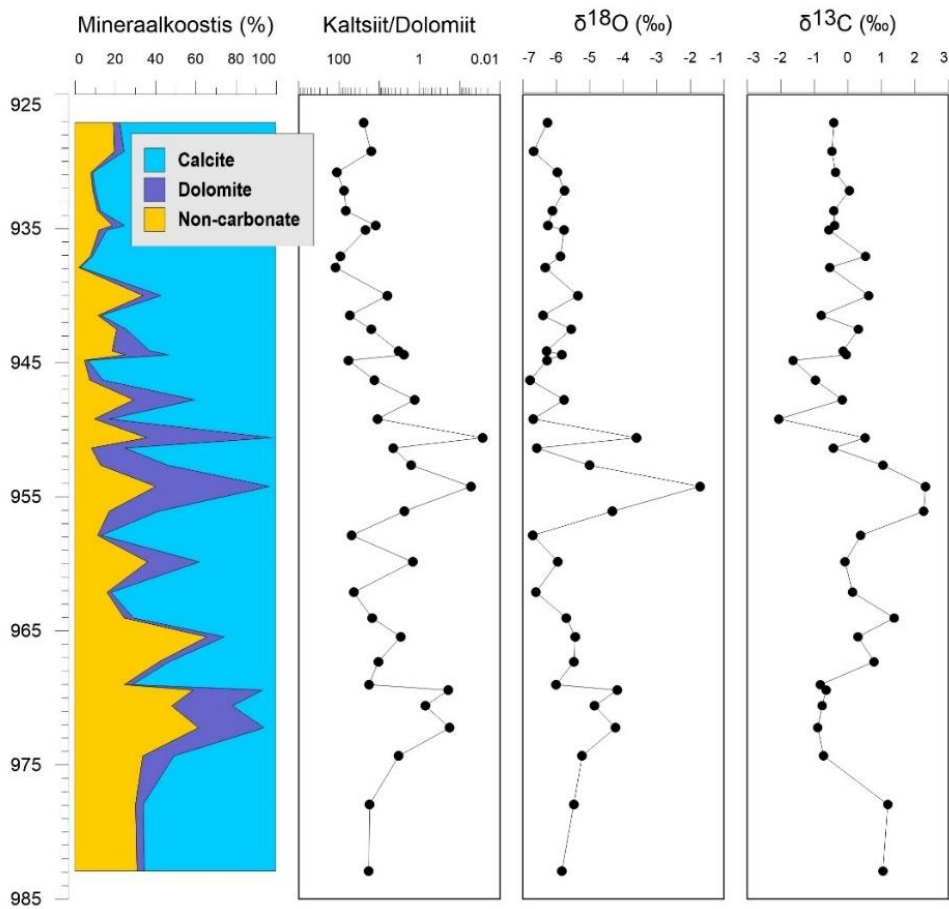 Mineraalkoostis (%) Kaltsiit/Dolomiit δ18O (‰) δ13C (‰)
0 20 40 60 80 100 100 1 0.01 -7 -6 -5 -4 -3 -2 -1 -3 -2 -1 0 1 2 3
925
Calcite
Dolomite
Non-carbonate
935
945
955
965
975
985